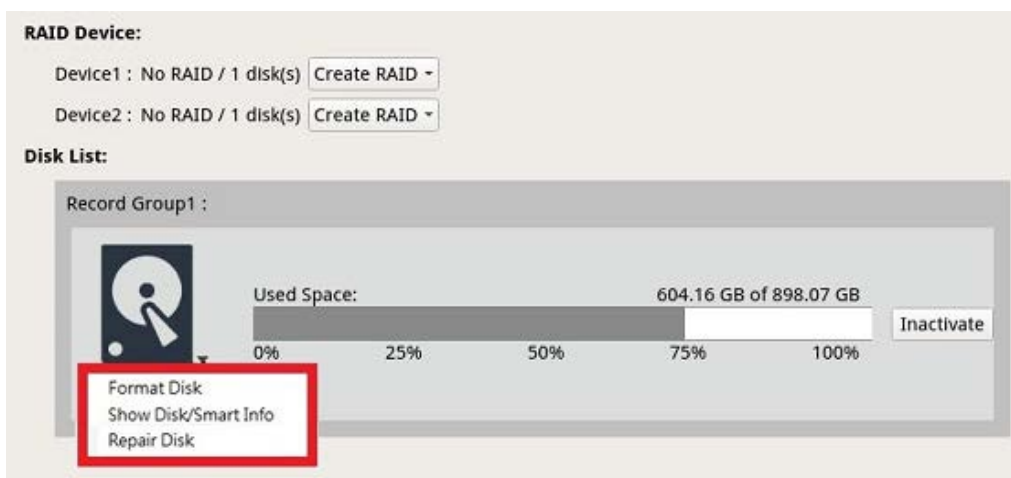 RAID Device:
Device1 : No RAID / 1 disk(s) Create RAID
Device2 : No RAID / 1 disk(s) Create RAID
Disk List:
Record Group1 :
Used Space: 604.16 GB of 898.07 GB
Inactivate
0% 25% 50% 75% 100%
Format Disk
Show Disk/Smart Info
Repair Disk